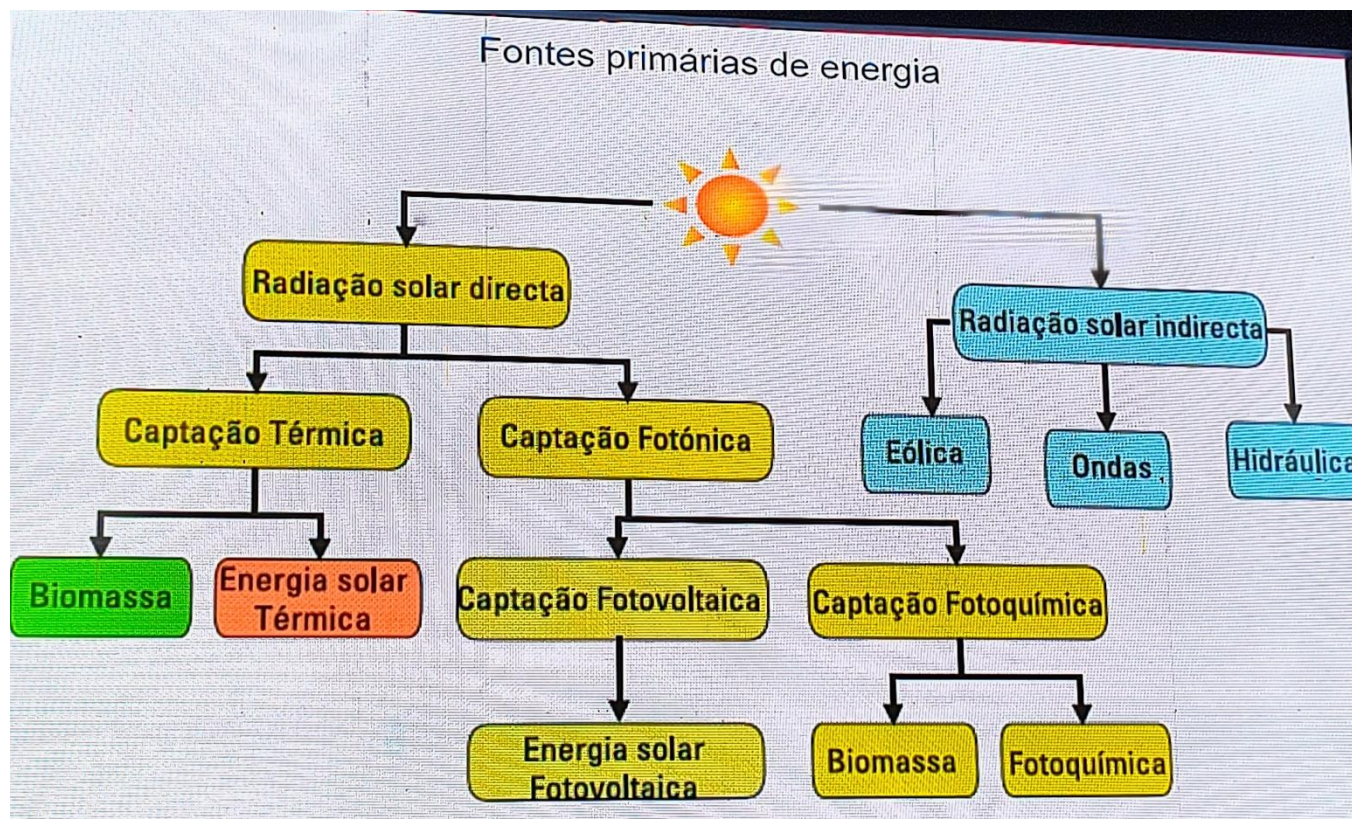 Fontes primárias de energia
Radiação solar directa
Radiação solar indirecta
Captação Térmica
Captação Fotónica
Eólica
Ondas
Hidráulica
Biomassa
Energia solar
Térmica
Captação Fotovoltaica
Captação Fotoquímica
Energia solar
Fotovoltaica
Biomassa
Fotoquímica